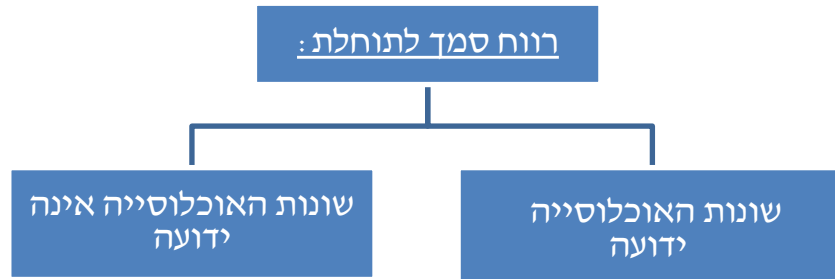 רווח סמך לתוחלת:
שונות האוכלוסייה
ידועה
שונות האוכלוסייה אינה
ידועה